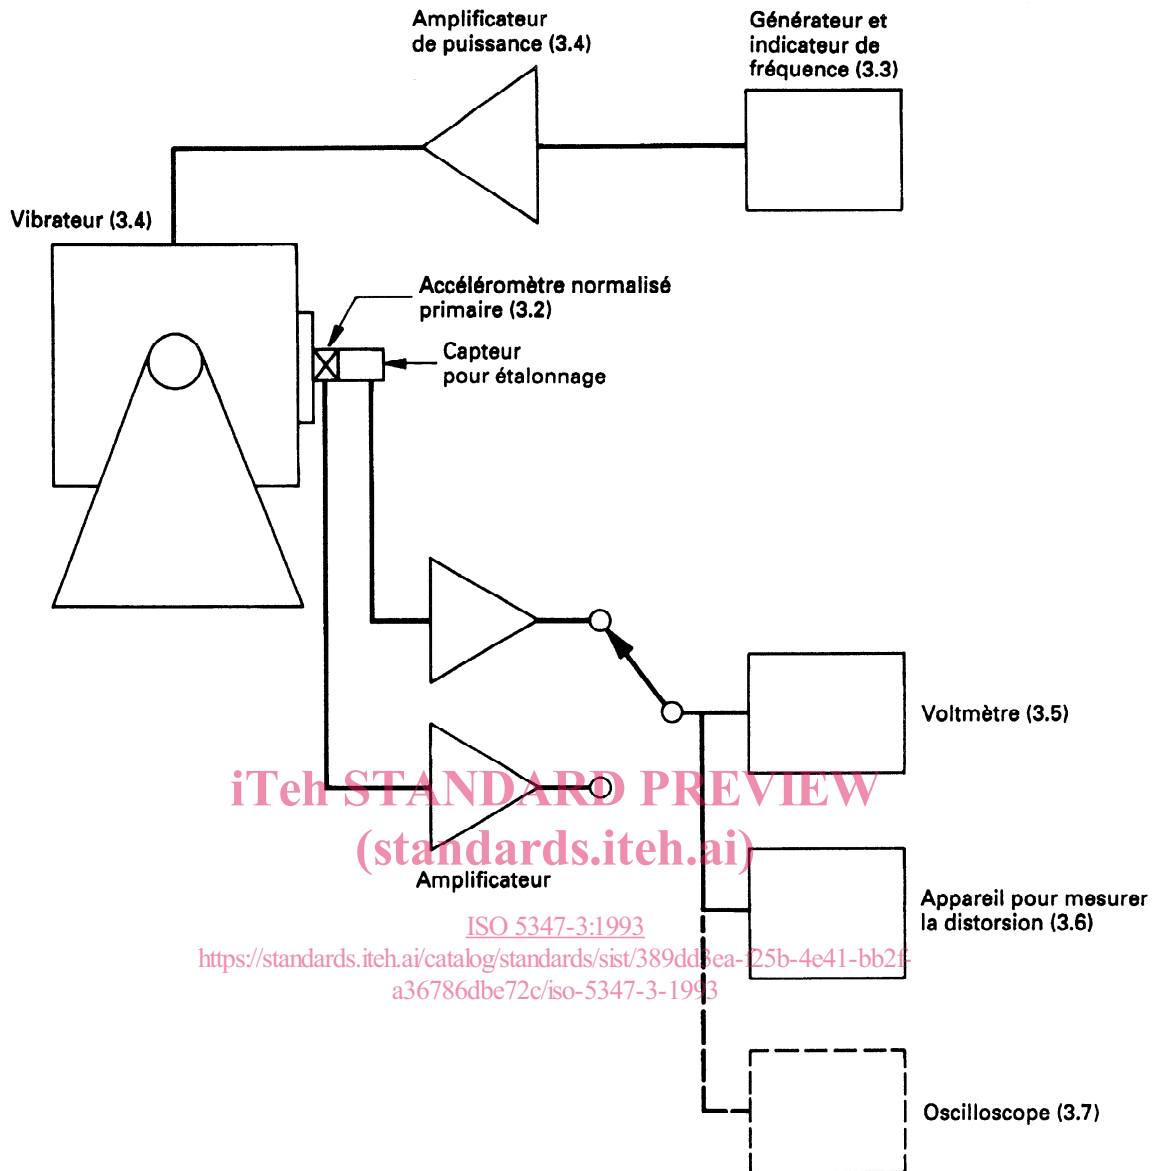 Amplificateur
de puissance (3.4)
Générateur et
indicateur de
fréquence (3.3)
Vibrateur (3.4)
Accéléromètre normalisé
primaire (3.2)
Capteur
pour étalonnage
Voltmètre (3.5)
iTeh STANDARD PREVIEW
(standards.iteh.ai)
Amplificateur
Appareil pour mesurer
la distorsion (3.6)
ISO 5347-3:1993
https://standards.iteh.ai/catalog/standards/sist/389dd3ea-f25b-4e41-bb2f-
a36786dbe72c/iso-5347-3-1993
Oscilloscope (3.7)